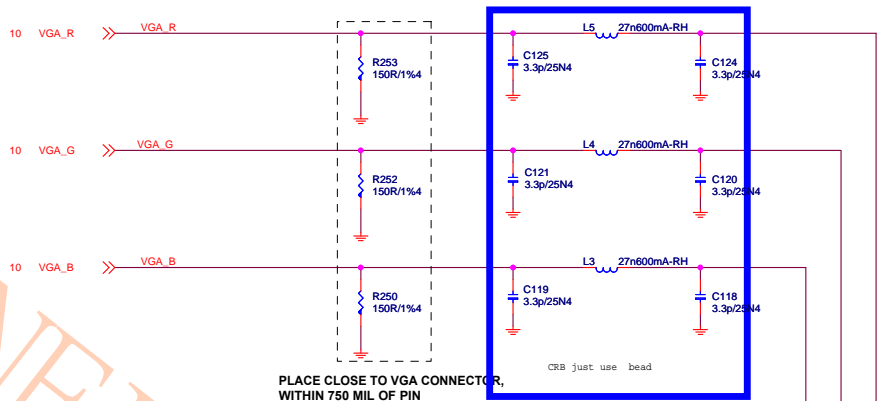 10 VGA_R VGA_R L5 27n600mA-RH
R253
150R/1%4
C125
3.3p/25N4
C124
3.3p/25N4
10 VGA_G VGA_G L4 27n600mA-RH
R252
150R/1%4
C121
3.3p/25N4
C120
3.3p/25N4
10 VGA_B VGA_B L3 27n600mA-RH
R250
150R/1%4
C119
3.3p/25N4
C118
3.3p/25N4
CRB just use bead
PLACE CLOSE TO VGA CONNECTOR,
WITHIN 750 MIL OF PIN